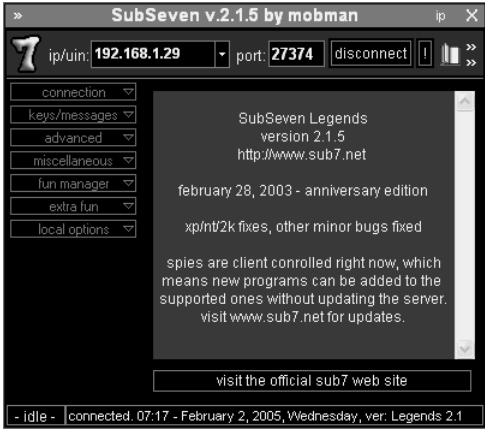 » SubSeven v.2.1.5 by mobman ip X
7 ip/uin: 192.168.1.29 port: 27374 disconnect ! »
»
connection
keys/messages
advanced
miscellaneous
fun manager
extra fun
local options
SubSeven Legends
version 2.1.5
http://www.sub7.net
february 28, 2003 - anniversary edition
xp/nt/2k fixes, other minor bugs fixed
spies are client conrolled right now, which
means new programs can be added to the
supported ones without updating the server.
visit www.sub7.net for updates.
visit the official sub7 web site
- idle - connected. 07:17 - February 2, 2005, Wednesday, ver: Legends 2.1